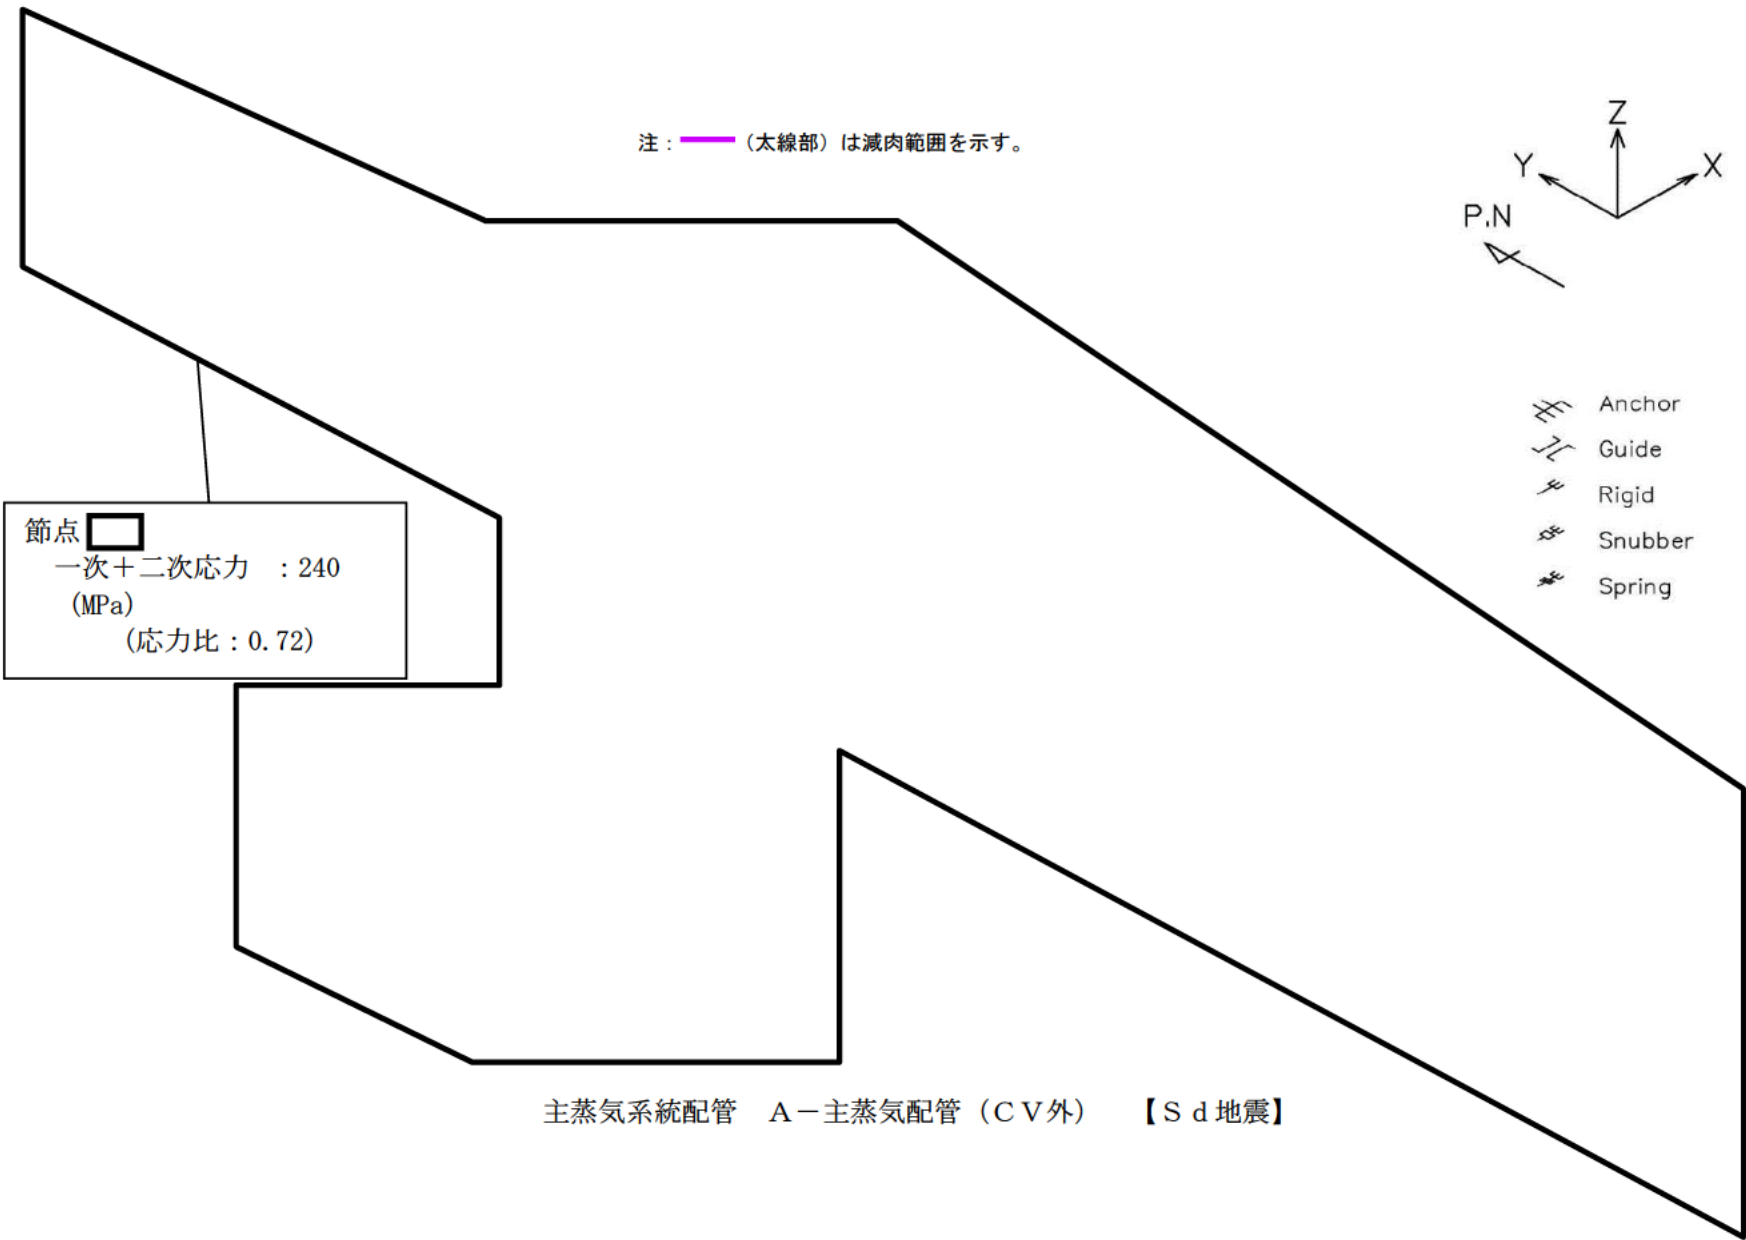 注：（太線部）は減肉範囲を示す。
Z
Y
X
P.N
Anchor
Guide
Rigid
Snubber
Spring
節点
一次＋二次応力　：240
(MPa)
(応力比：0.72)
主蒸気系統配管　Ａ－主蒸気配管（ＣＶ外）　【Ｓｄ地震】